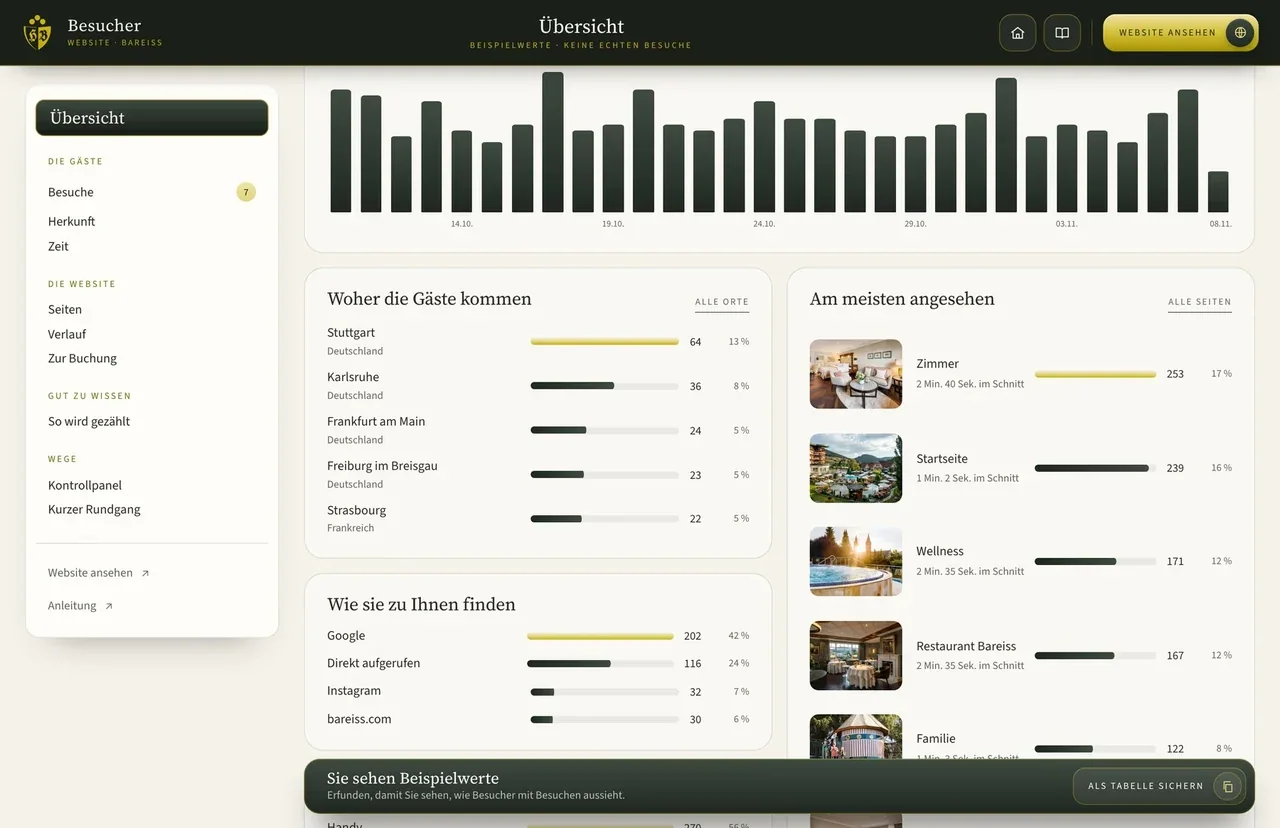 Besucher
WEBSITE · BAREISS
Übersicht
BEISPIELWERTE · KEINE ECHTEN BESUCHE
WEBSITE ANSEHEN
Übersicht
DIE GÄSTE
Besuche 7
Herkunft
Zeit
DIE WEBSITE
Seiten
Verlauf
Zur Buchung
GUT ZU WISSEN
So wird gezählt
WEGE
Kontrollpanel
Kurzer Rundgang
Website ansehen
Anleitung
14.10. 19.10. 24.10. 29.10. 03.11. 08.11.
Woher die Gäste kommen
ALLE ORTE
Stuttgart
Deutschland
64 13 %
Karlsruhe
Deutschland
36 8 %
Frankfurt am Main
Deutschland
24 5 %
Freiburg im Breisgau
Deutschland
23 5 %
Strasbourg
Frankreich
22 5 %
Wie sie zu Ihnen finden
Google 202 42 %
Direkt aufgerufen 116 24 %
Instagram 32 7 %
bareiss.com 30 6 %
Am meisten angesehen
ALLE SEITEN
Zimmer
2 Min. 40 Sek. im Schnitt
253 17 %
Startseite
1 Min. 2 Sek. im Schnitt
239 16 %
Wellness
2 Min. 35 Sek. im Schnitt
171 12 %
Restaurant Bareiss
2 Min. 35 Sek. im Schnitt
167 12 %
Familie
1 Min. 3 Sek. im Schnitt
122 8 %
Sie sehen Beispielwerte
Erfunden, damit Sie sehen, wie Besucher mit Besuchen aussieht.
ALS TABELLE SICHERN
Handy 270 56 %